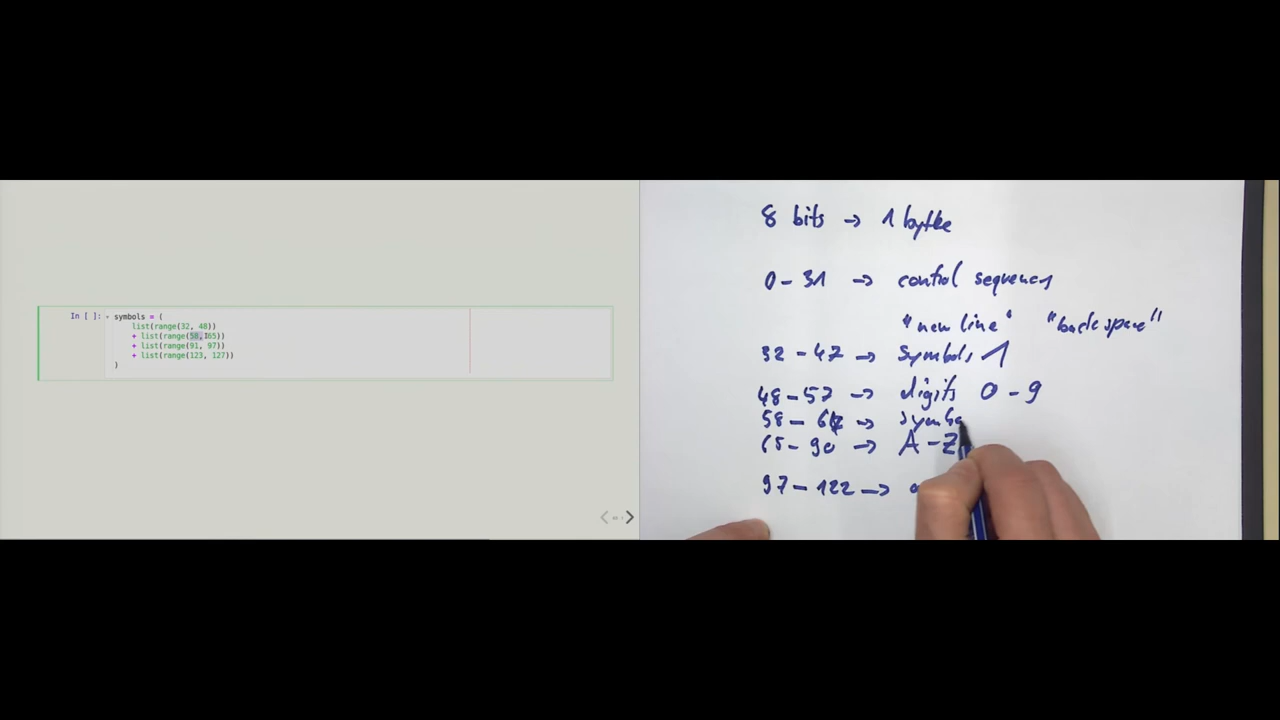 In [ ]: symbols = (
list(range(32, 48))
+ list(range(58, 65))
+ list(range(91, 97))
+ list(range(123, 127))
)
8 bits → 1 bytke
0 - 31 → control sequences
"new line" "backspace"
32 - 47 → symbols 1
48 - 57 → digits 0 - 9
58 - 64 → symbo
65 - 90 → A - Z
97 - 122 →